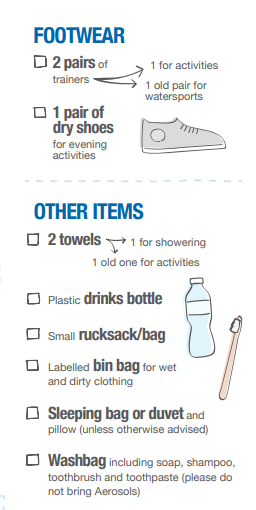 FOOTWEAR
2 pairs of
trainers
1 for activities
1 old pair for
watersports
1 pair of
dry shoes
for evening
activities
OTHER ITEMS
2 towels
1 for showering
1 old one for activities
Plastic drinks bottle
Small rucksack/bag
Labelled bin bag for wet
and dirty clothing
Sleeping bag or duvet and
pillow (unless otherwise advised)
Washbag including soap, shampoo,
toothbrush and toothpaste (please do
not bring Aerosols)